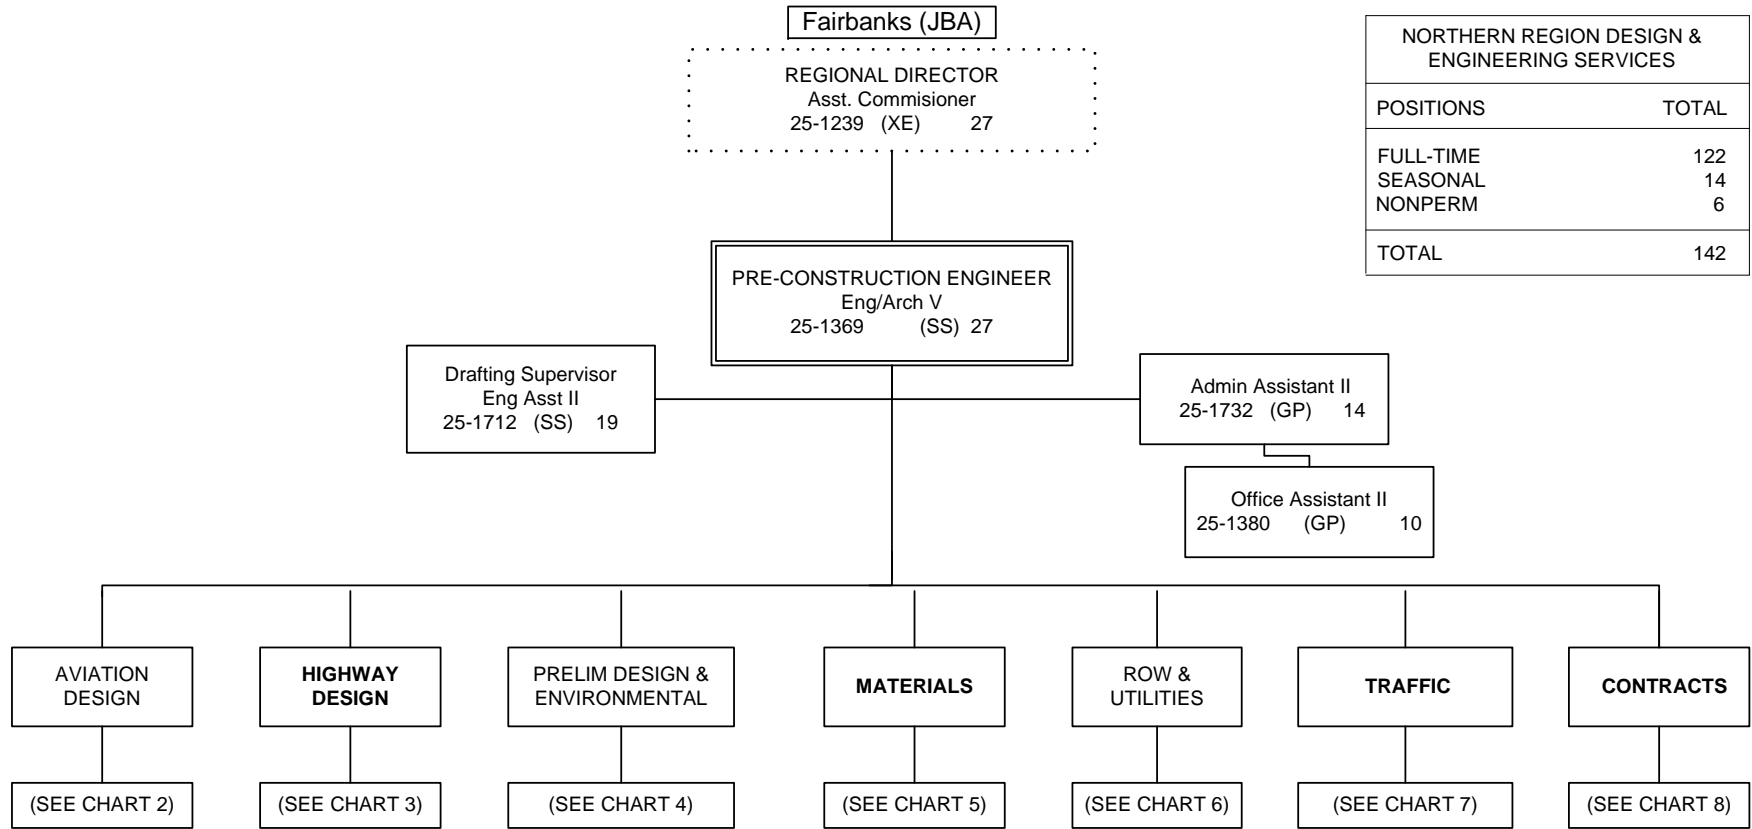 Fairbanks (JBA)
REGIONAL DIRECTOR
Asst. Commisioner
25-1239 (XE) 27
NORTHERN REGION DESIGN &
ENGINEERING SERVICES
POSITIONS TOTAL
FULL-TIME 122
SEASONAL 14
NONPERM 6
TOTAL 142
PRE-CONSTRUCTION ENGINEER
Eng/Arch V
25-1369 (SS) 27
Drafting Supervisor
Eng Asst II
25-1712 (SS) 19
Admin Assistant II
25-1732 (GP) 14
Office Assistant II
25-1380 (GP) 10
AVIATION
DESIGN
HIGHWAY
DESIGN
PRELIM DESIGN &
ENVIRONMENTAL
MATERIALS
ROW &
UTILITIES
TRAFFIC
CONTRACTS
(SEE CHART 2)
(SEE CHART 3)
(SEE CHART 4)
(SEE CHART 5)
(SEE CHART 6)
(SEE CHART 7)
(SEE CHART 8)